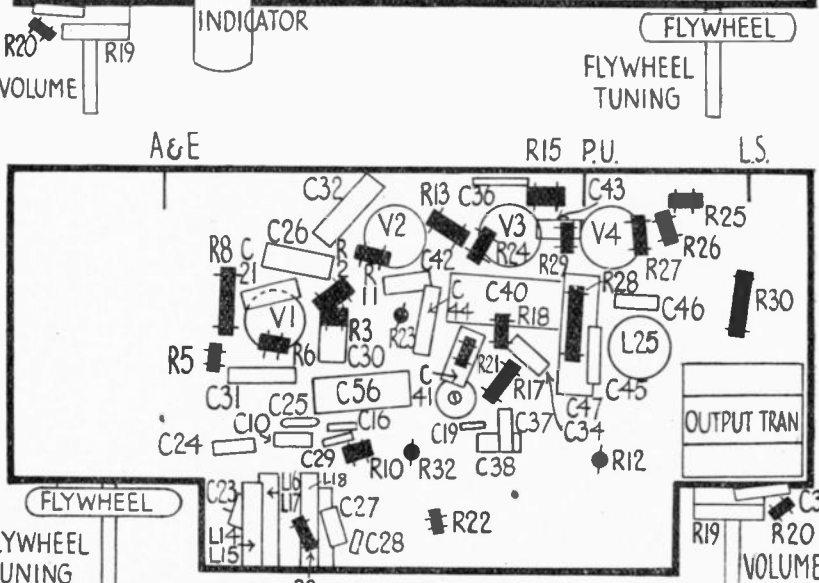 INDICATOR
FLYWHEEL
R20
R19
VOLUME
FLYWHEEL
TUNING
A&E
R15
P.U.
L.S.
C32
R13
C36
C43
R25
V2
V3
V4
R26
R8
C
21
C26
R
2
R
11
C42
R24
R29
R27
R28
C
44
C40
C46
R30
V1
R3
R23
R18
L25
R5
R6
C30
R21
R17
C45
C31
C56
C
41
C47
C34
OUTPUT TRAN
C25
C10
C16
C19
C37
C24
C29
R10
R32
C38
R12
FLYWHEEL
C23
L16
L17
L18
C27
L14
L15
C28
R22
R19
R20
VOLUME